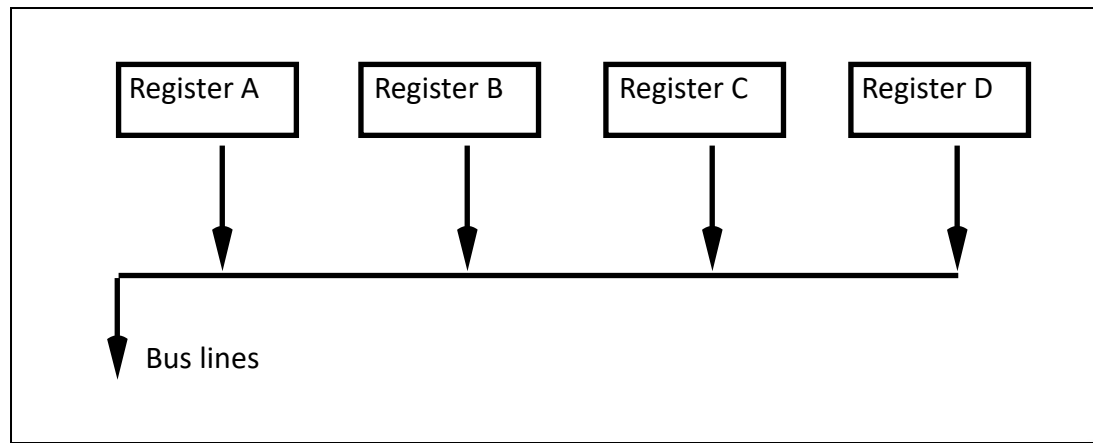 Register A
Register B
Register C
Register D
Bus lines